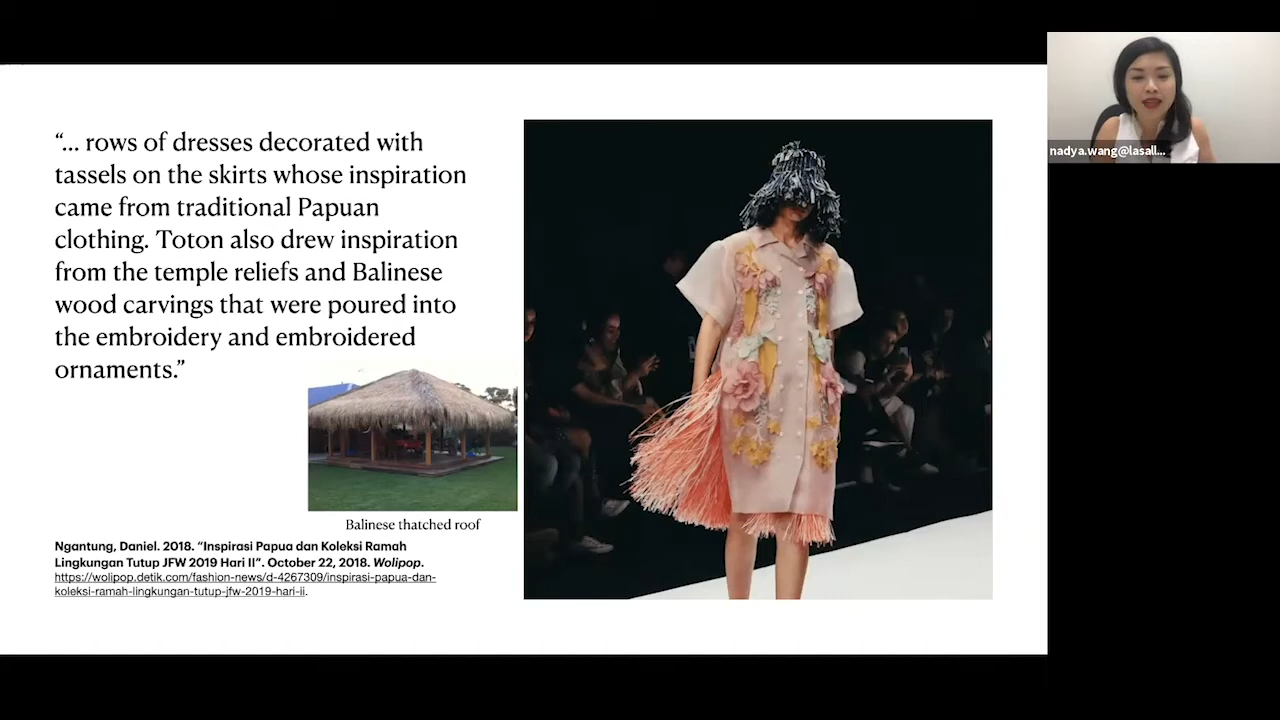 “... rows of dresses decorated with
tassels on the skirts whose inspiration
came from traditional Papuan
clothing. Toton also drew inspiration
from the temple reliefs and Balinese
wood carvings that were poured into
the embroidery and embroidered
ornaments.”
Balinese thatched roof
Ngantung, Daniel. 2018. “Inspirasi Papua dan Koleksi Ramah
Lingkungan Tutup JFW 2019 Hari II”. October 22, 2018. Wolipop.
https://wolipop.detik.com/fashion-news/d-4267309/inspirasi-papua-dan-
koleksi-ramah-lingkungan-tutup-jfw-2019-hari-ii.
nadya.wang@lasall...